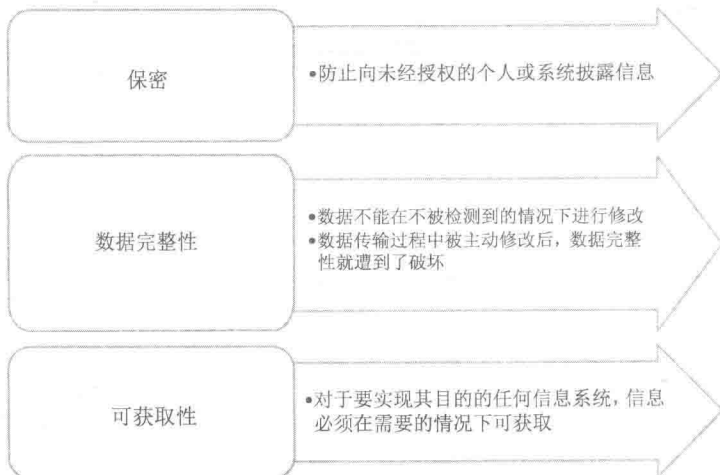 保密
•防止向未经授权的个人或系统披露信息
数据完整性
•数据不能在不被检测到的情况下进行修改
•数据传输过程中被主动修改后，数据完整
性就遭到了破坏
可获取性
•对于要实现其目的的任何信息系统，信息
必须在需要的情况下可获取